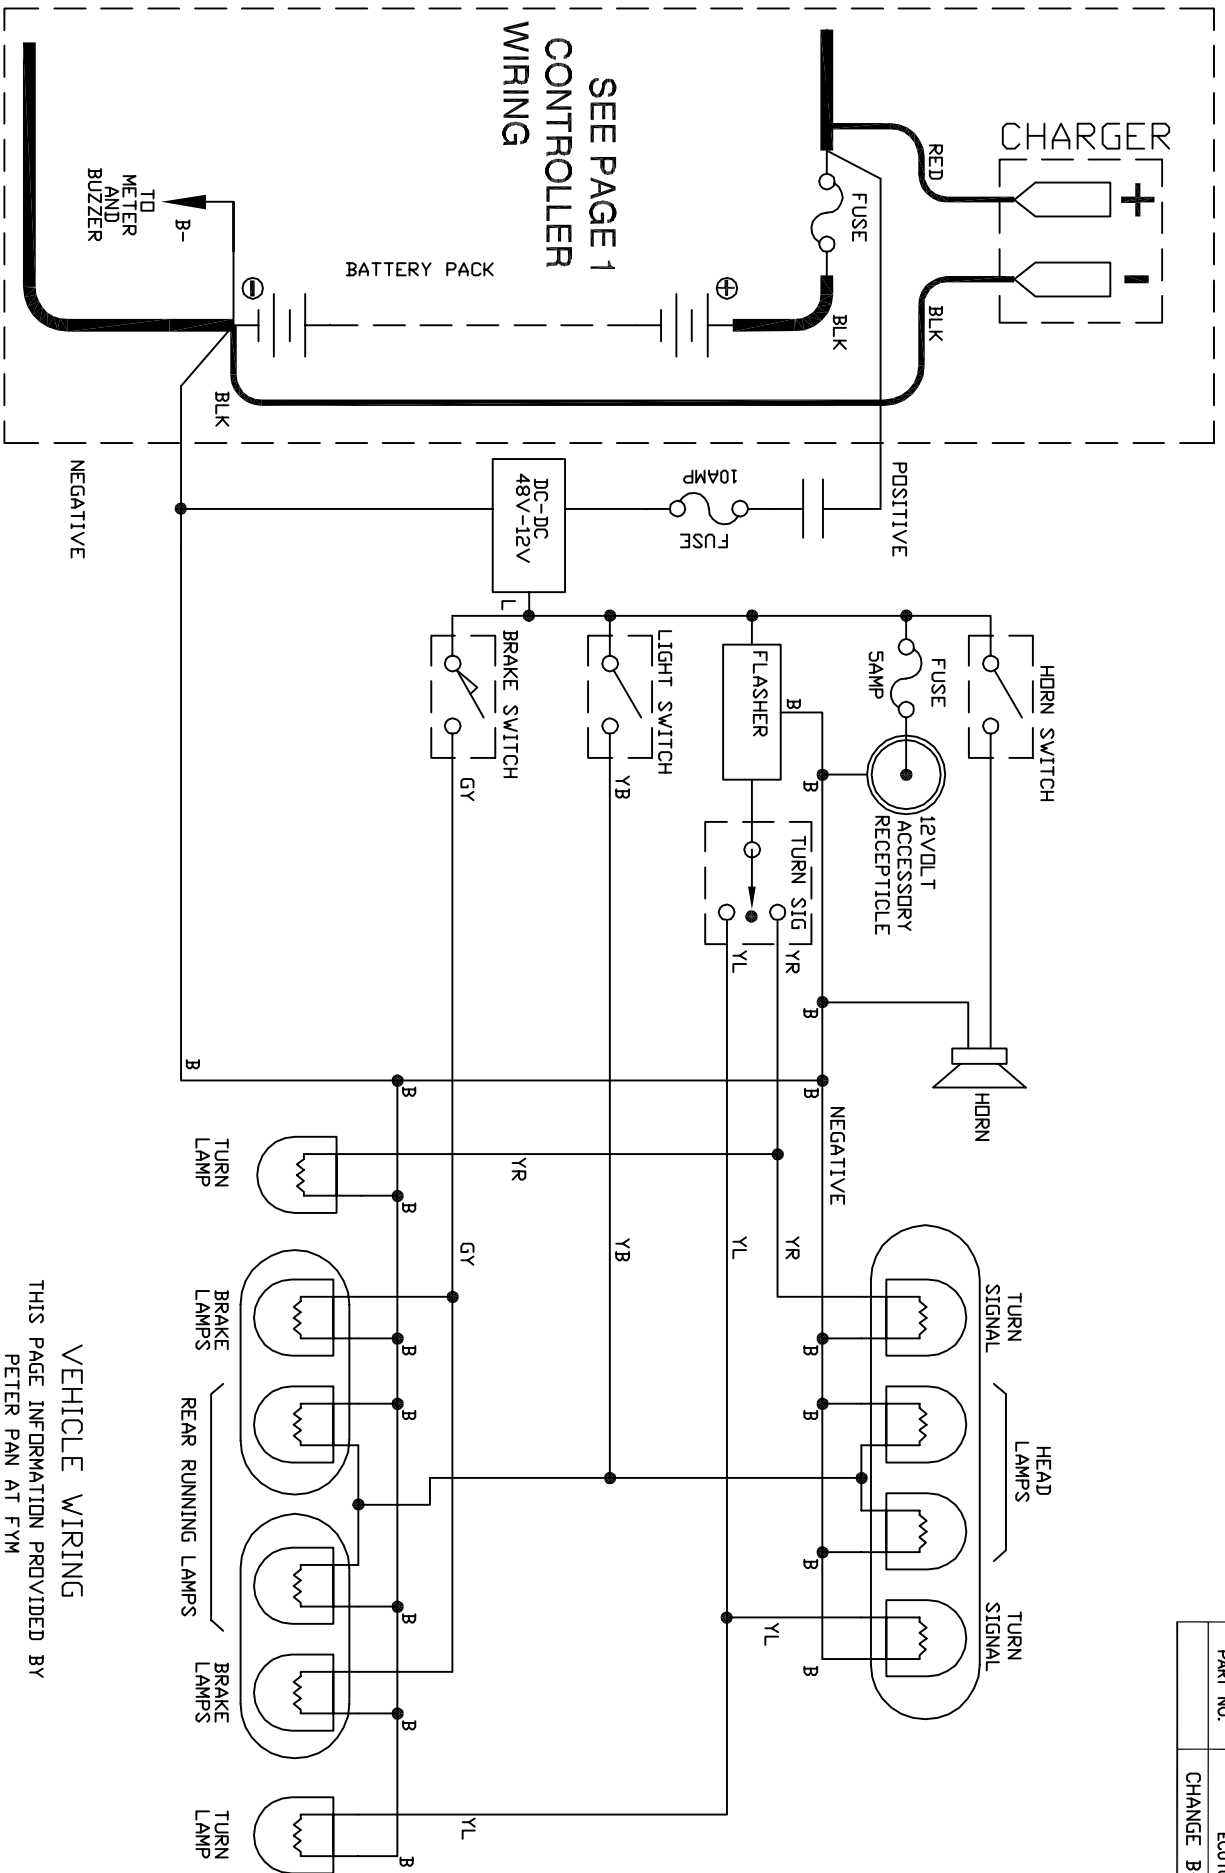 CHARGER
+
-
RED
BLK
FUSE
BLK
SEE PAGE 1
CONTROLLER
WIRING
BATTERY PACK
TO
METER
AND
BUZZER
B-
BLK
POSITIVE
NEGATIVE
10AMP
FUSE
DC-DC
48V-12V
L
HORN SWITCH
FUSE
5AMP
12VOLT
ACCESSORY
RECEPTICLE
FLASHER
B
B
LIGHT SWITCH
YB
BRAKE SWITCH
GY
TURN SIG
YR
YL
B
B
HORN
NEGATIVE
B
B
TURN
LAMP
YR
B
GY
YB
YL
YR
TURN
SIGNAL
HEAD
LAMPS
TURN
SIGNAL
B
B
B
B
YL
BRAKE
LAMPS
REAR RUNNING LAMPS
BRAKE
LAMPS
B
B
B
B
TURN
LAMP
YL
B
VEHICLE WIRING
THIS PAGE INFORMATION PROVIDED BY
PETER PAN AT FYM
PART NO.
CHANGE B